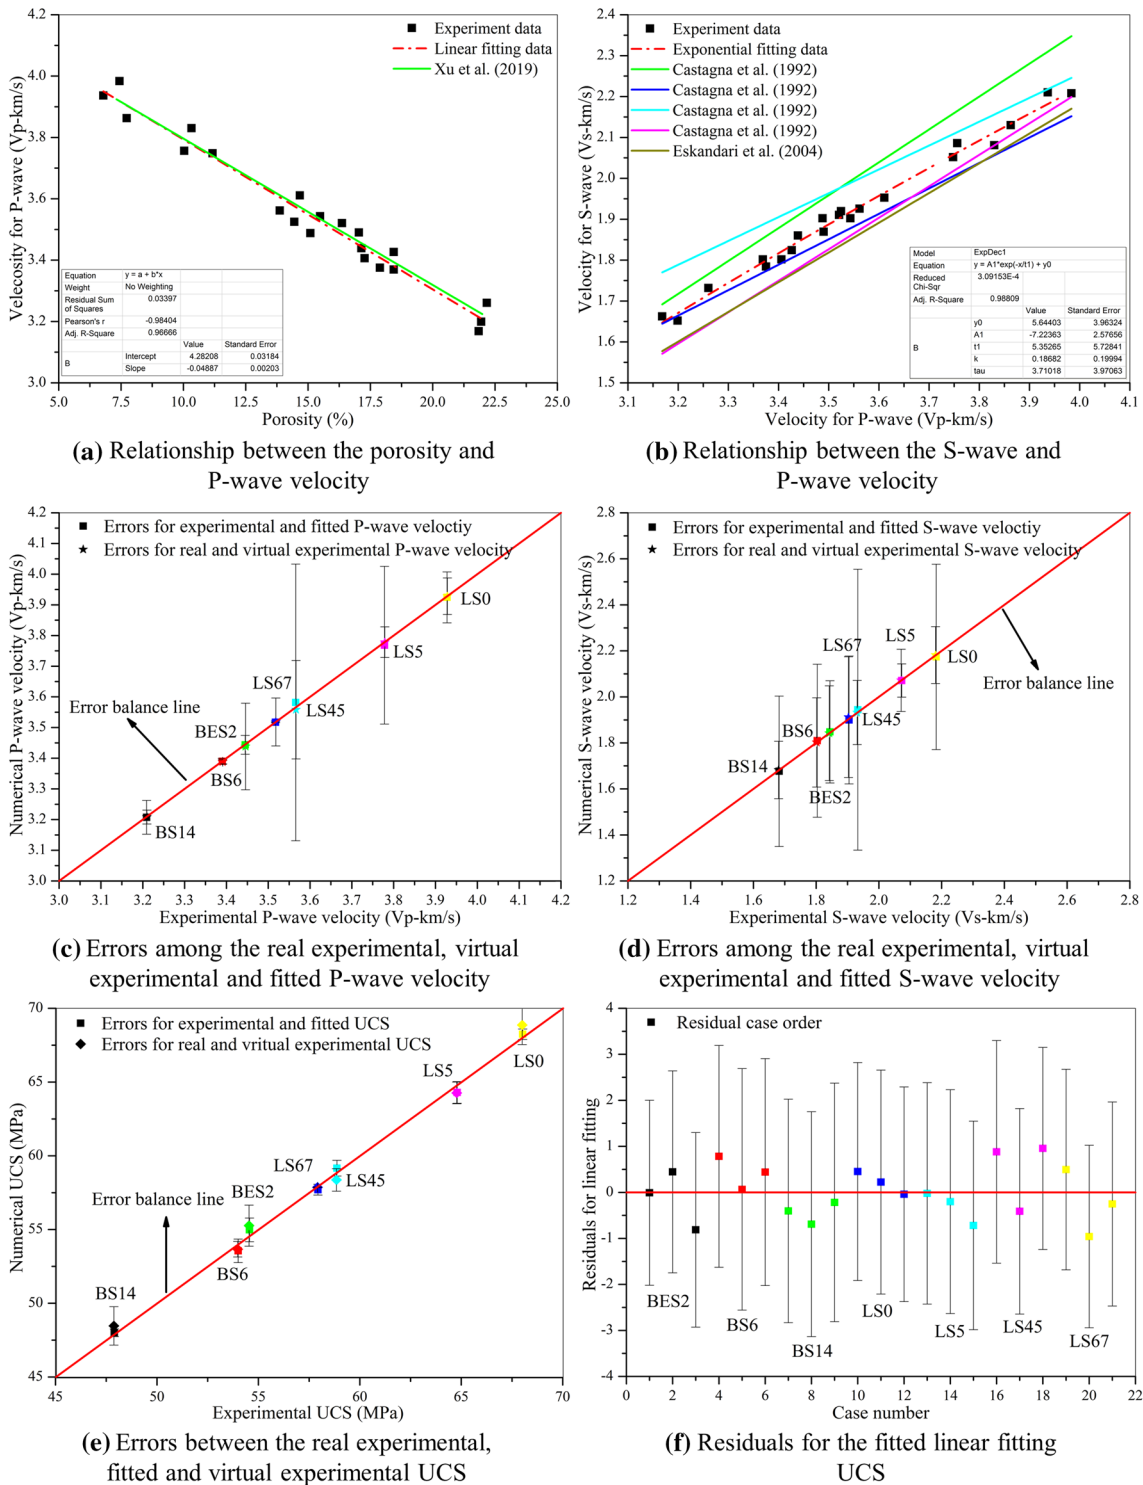 4.2
4.0
3.8
3.6
3.4
3.2
3.0
Velecosity for P-wave (Vp-km/s)
Experiment data
Linear fitting data
Xu et al. (2019)
Equation y = a + b*x
Weight No Weighting
Residual Sum of Squares 0.03397
Pearson's r -0.98404
Adj. R-Square 0.96666
Value Standard Error
B Intercept 4.28208 0.03184
Slope -0.04887 0.00203
5.0 7.5 10.0 12.5 15.0 17.5 20.0 22.5 25.0
Porosity (%)
(a) Relationship between the porosity and
P-wave velocity
2.4
2.3
2.2
2.1
2.0
1.9
1.8
1.7
1.6
1.5
Velocity for S-wave (Vs-km/s)
Experiment data
Exponential fitting data
Castagna et al. (1992)
Castagna et al. (1992)
Castagna et al. (1992)
Castagna et al. (1992)
Eskandari et al. (2004)
Model ExpDec1
Equation y = A1*exp(-x/t1) + y0
Reduced Chi-Sqr 3.09153E-4
Adj. R-Square 0.98809
Value Standard Error
y0 5.64403 3.96324
A1 -7.22363 2.57656
B t1 5.35265 5.72841
k 0.18682 0.19994
tau 3.71018 3.97063
3.1 3.2 3.3 3.4 3.5 3.6 3.7 3.8 3.9 4.0 4.1
Velocity for P-wave (Vp-km/s)
(b) Relationship between the S-wave and
P-wave velocity
4.2
4.1
4.0
3.9
3.8
3.7
3.6
3.5
3.4
3.3
3.2
3.1
3.0
Numerical P-wave velocity (Vp-km/s)
Errors for experimental and fitted P-wave veloctiy
Errors for real and virtual experimental P-wave velocity
LS0
LS5
LS67
LS45
Error balance line
BES2
BS6
BS14
3.0 3.1 3.2 3.3 3.4 3.5 3.6 3.7 3.8 3.9 4.0 4.1 4.2
Experimental P-wave velocity (Vp-km/s)
(c) Errors among the real experimental, virtual
experimental and fitted P-wave velocity
2.8
2.6
2.4
2.2
2.0
1.8
1.6
1.4
1.2
Numerical S-wave velocity (Vs-km/s)
Errors for experimental and fitted S-wave veloctiy
Errors for real and virtual experimental S-wave velocity
LS67
LS5
LS0
Error balance line
LS45
BS6
BS14
BES2
1.2 1.4 1.6 1.8 2.0 2.2 2.4 2.6 2.8
Experimental S-wave velocity (Vs-km/s)
(d) Errors among the real experimental, virtual
experimental and fitted S-wave velocity
70
65
60
55
50
45
Numerical UCS (MPa)
Errors for experimental and fitted UCS
Errors for real and vritual experimental UCS
LS0
LS5
LS67
LS45
Error balance line
BES2
BS6
BS14
45 50 55 60 65 70
Experimental UCS (MPa)
(e) Errors between the real experimental,
fitted and virtual experimental UCS
4
3
2
1
0
-1
-2
-3
-4
Residuals for linear fitting
Residual case order
BES2
BS6
BS14
LS0
LS5
LS45
LS67
0 2 4 6 8 10 12 14 16 18 20 22
Case number
(f) Residuals for the fitted linear fitting
UCS